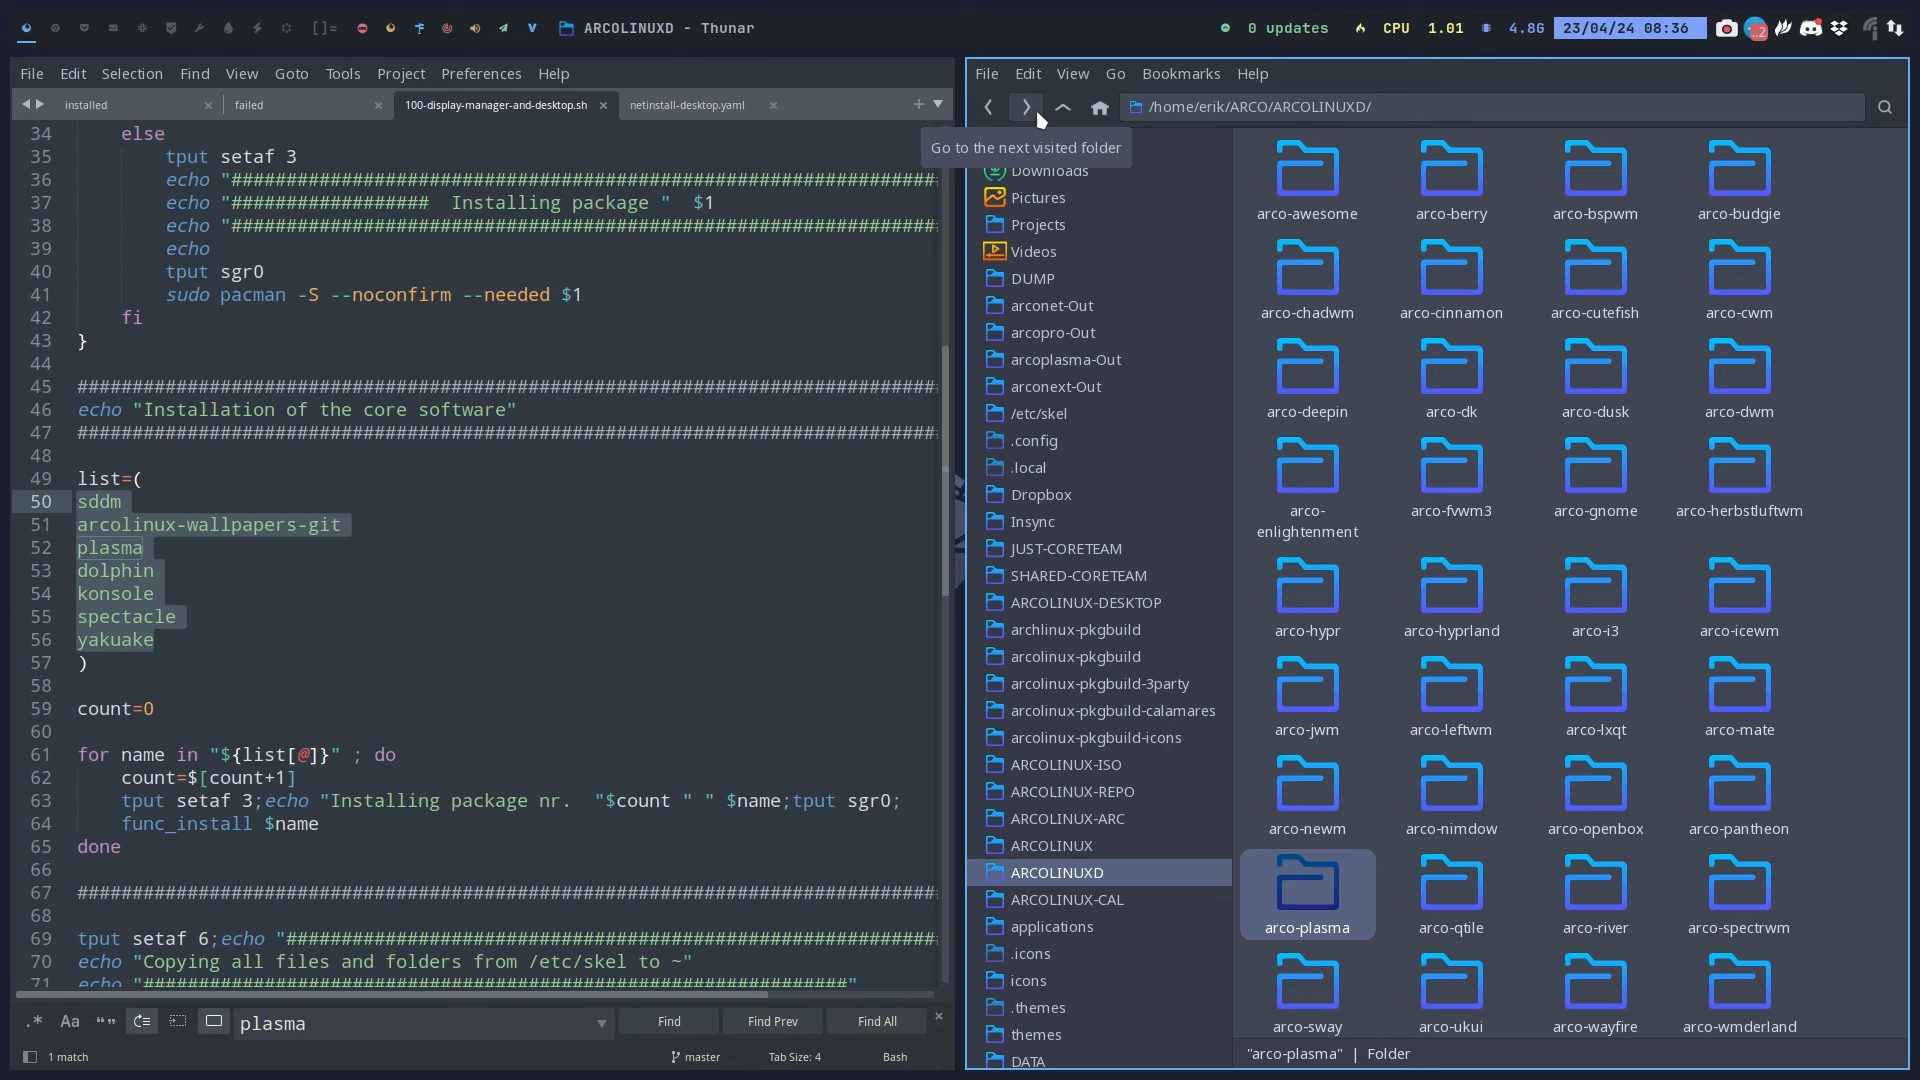 []=
ARCOLINUXD - Thunar
0 updates
CPU 1.01
4.8G
23/04/24 08:36
File Edit Selection Find View Goto Tools Project Preferences Help
installed
failed
100-display-manager-and-desktop.sh
netinstall-desktop.yaml
34 else
35 tput setaf 3
36 echo "################################################################
37 echo "################## Installing package " $1
38 echo "################################################################
39 echo
40 tput sgr0
41 sudo pacman -S --noconfirm --needed $1
42 fi
43 }
44
45 ##############################################################################
46 echo "Installation of the core software"
47 ##############################################################################
48
49 list=(
50 sddm
51 arcolinux-wallpapers-git
52 plasma
53 dolphin
54 konsole
55 spectacle
56 yakuake
57 )
58
59 count=0
60
61 for name in "${list[@]}" ; do
62 count=$[count+1]
63 tput setaf 3;echo "Installing package nr. "$count " " $name;tput sgr0;
64 func_install $name
65 done
66
67 ##############################################################################
68
69 tput setaf 6;echo "###########################################################
70 echo "Copying all files and folders from /etc/skel to ~"
71 echo "################################################################"
.* Aa “” plasma Find Find Prev Find All
1 match
master
Tab Size: 4
Bash
File Edit View Go Bookmarks Help
/home/erik/ARCO/ARCOLINUXD/
Go to the next visited folder
Downloads
Pictures
Projects
Videos
DUMP
arconet-Out
arcopro-Out
arcoplasma-Out
arconext-Out
/etc/skel
.config
.local
Dropbox
Insync
JUST-CORETEAM
SHARED-CORETEAM
ARCOLINUX-DESKTOP
archlinux-pkgbuild
arcolinux-pkgbuild
arcolinux-pkgbuild-3party
arcolinux-pkgbuild-calamares
arcolinux-pkgbuild-icons
ARCOLINUX-ISO
ARCOLINUX-REPO
ARCOLINUX-ARC
ARCOLINUX
ARCOLINUXD
ARCOLINUX-CAL
applications
.icons
icons
.themes
themes
DATA
arco-awesome arco-berry arco-bspwm arco-budgie
arco-chadwm arco-cinnamon arco-cutefish arco-cwm
arco-deepin arco-dk arco-dusk arco-dwm
arco-enlightenment arco-fvwm3 arco-gnome arco-herbstluftwm
arco-hypr arco-hyprland arco-i3 arco-icewm
arco-jwm arco-leftwm arco-lxqt arco-mate
arco-newm arco-nimdow arco-openbox arco-pantheon
arco-plasma arco-qtile arco-river arco-spectrwm
arco-sway arco-ukui arco-wayfire arco-wmderland
"arco-plasma" | Folder